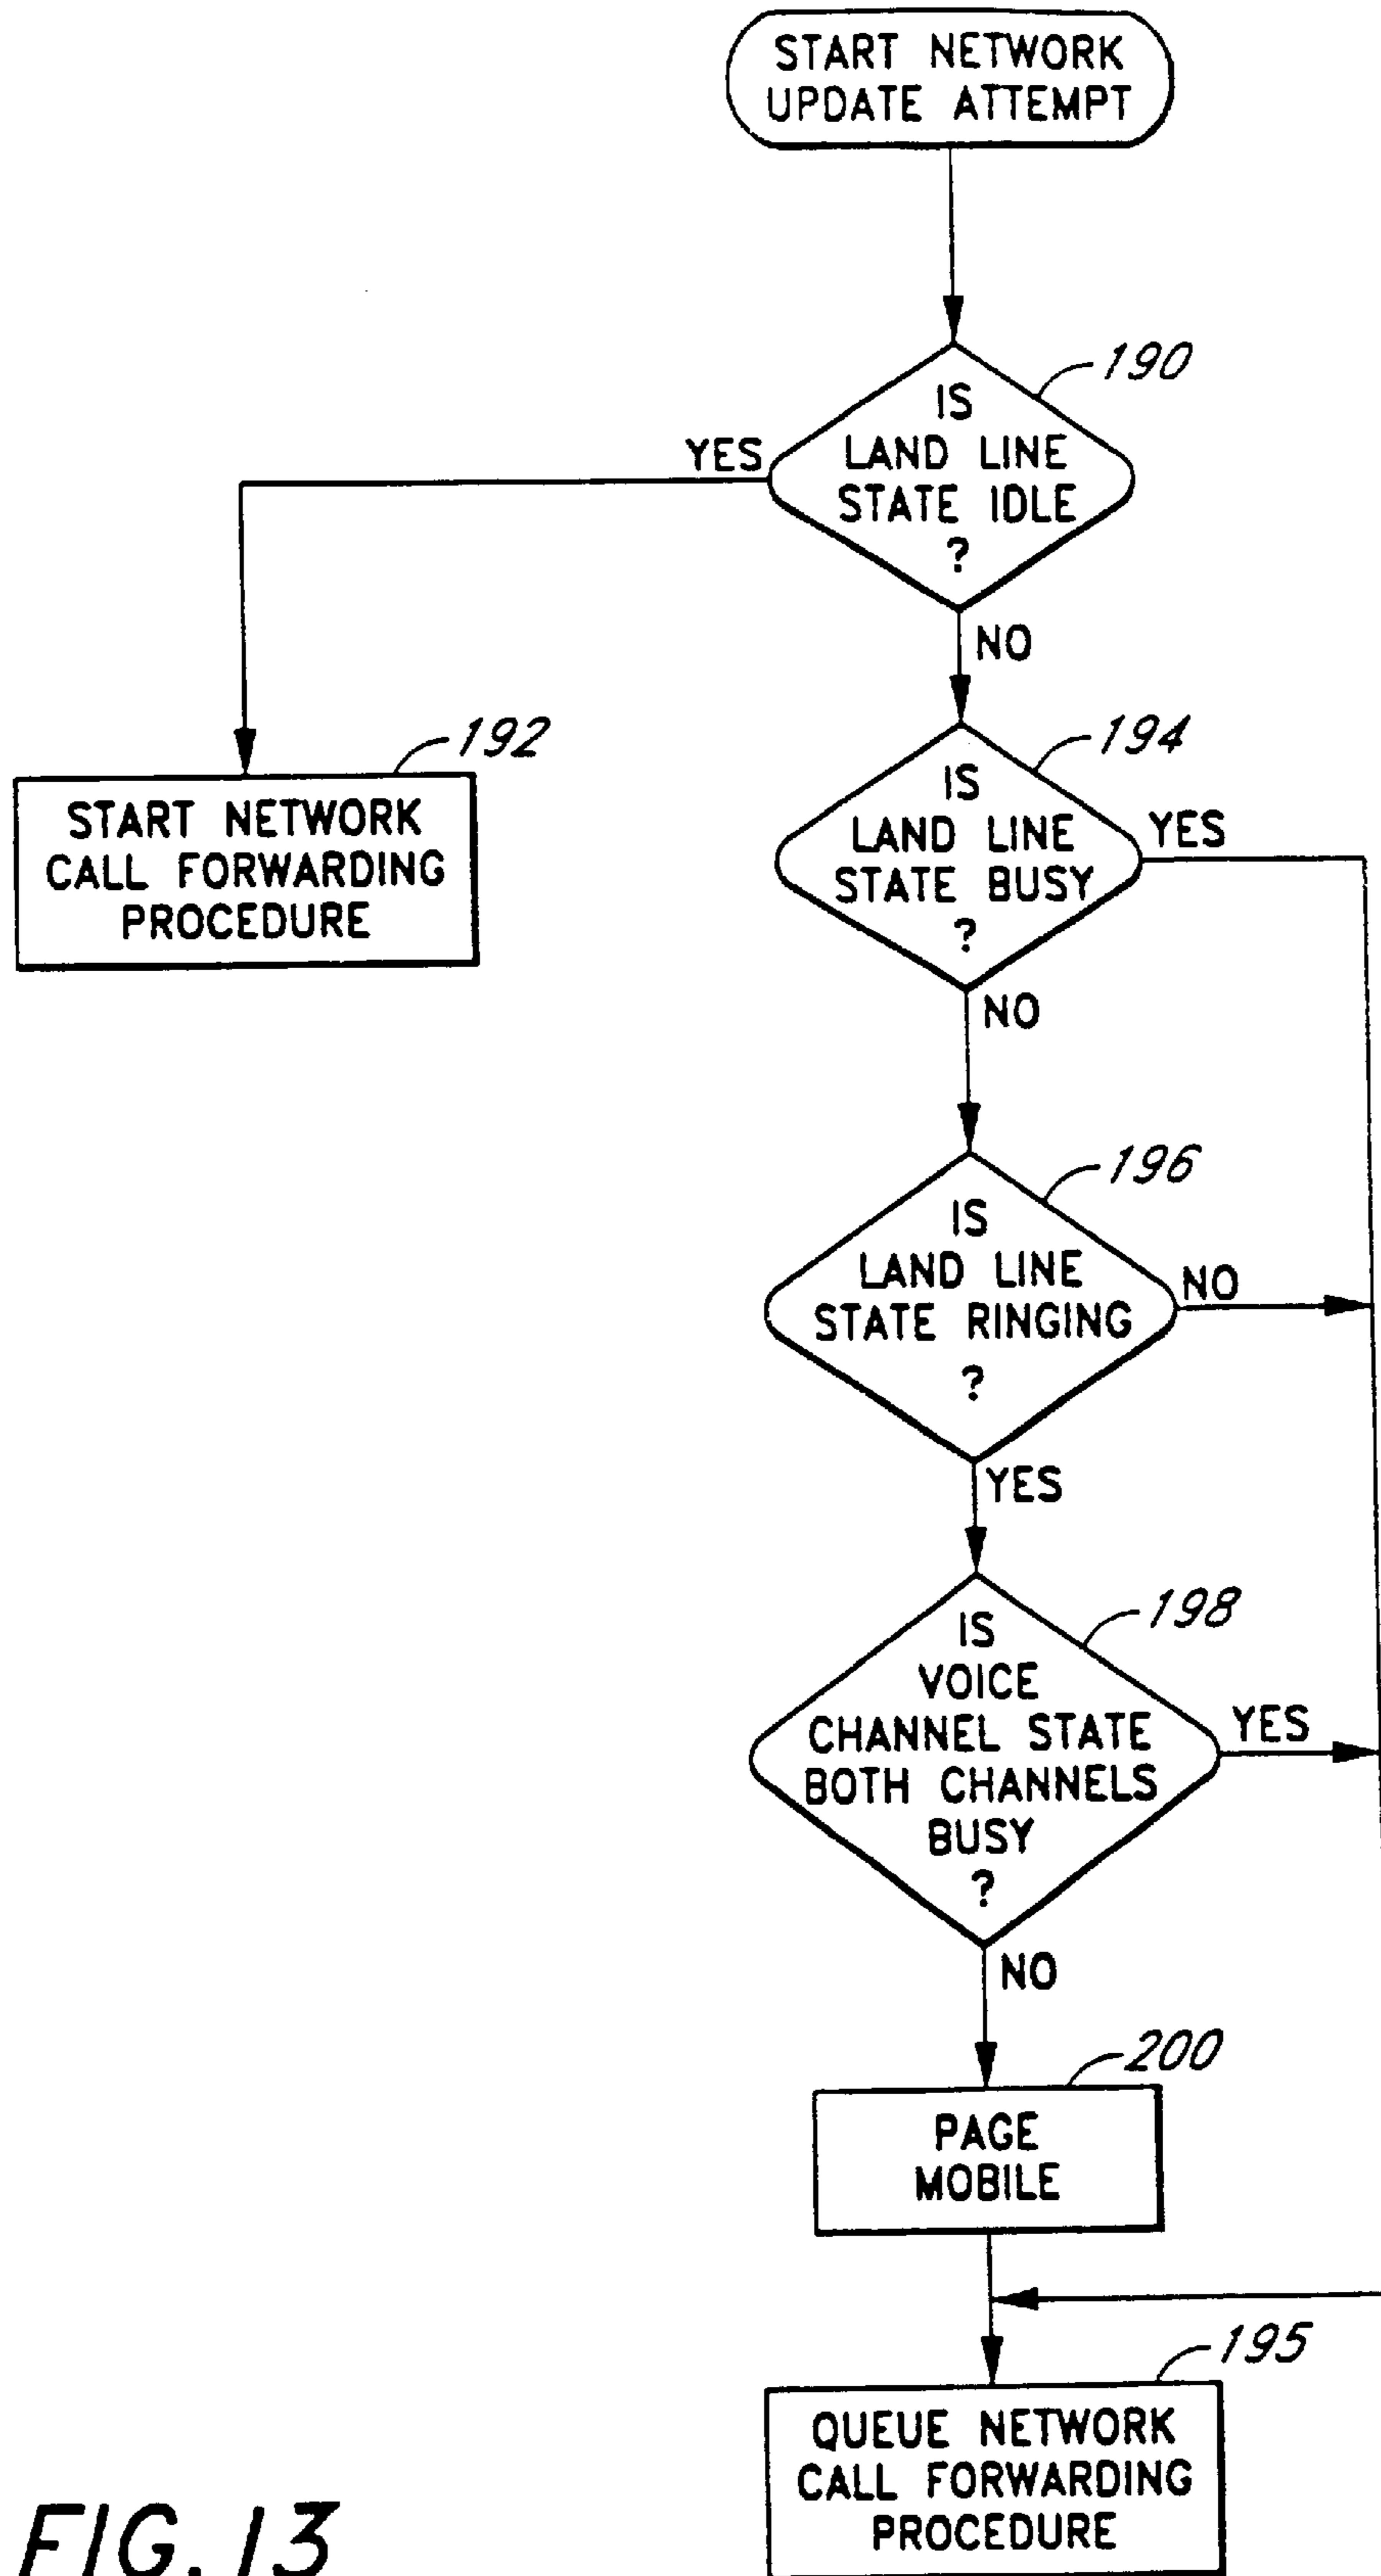 START NETWORK
UPDATE ATTEMPT
190
IS
LAND LINE
STATE IDLE
?
YES
NO
192
START NETWORK
CALL FORWARDING
PROCEDURE
194
IS
LAND LINE
STATE BUSY
?
YES
NO
196
IS
LAND LINE
STATE RINGING
?
NO
YES
198
IS
VOICE
CHANNEL STATE
BOTH CHANNELS
BUSY
?
YES
NO
200
PAGE
MOBILE
195
QUEUE NETWORK
CALL FORWARDING
PROCEDURE
FIG. 13